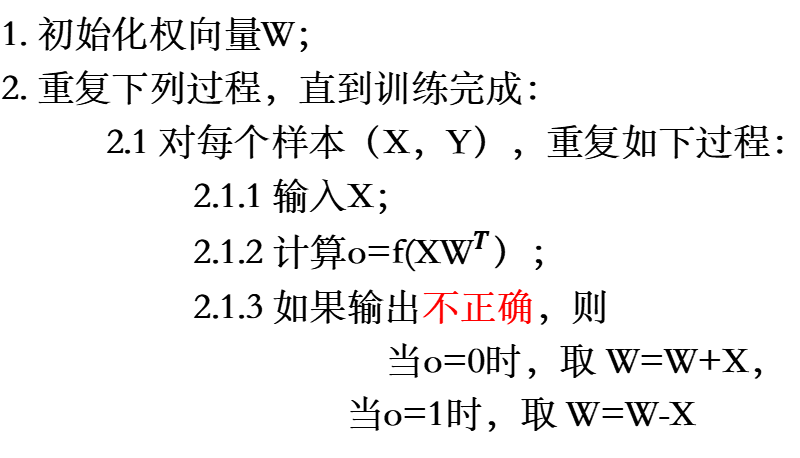 1. 初始化权向量W；
2. 重复下列过程，直到训练完成：
2.1 对每个样本（X，Y），重复如下过程：
2.1.1 输入X；
2.1.2 计算o=f(XWᵀ）；
2.1.3 如果输出不正确，则
当o=0时，取 W=W+X，
当o=1时，取 W=W-X